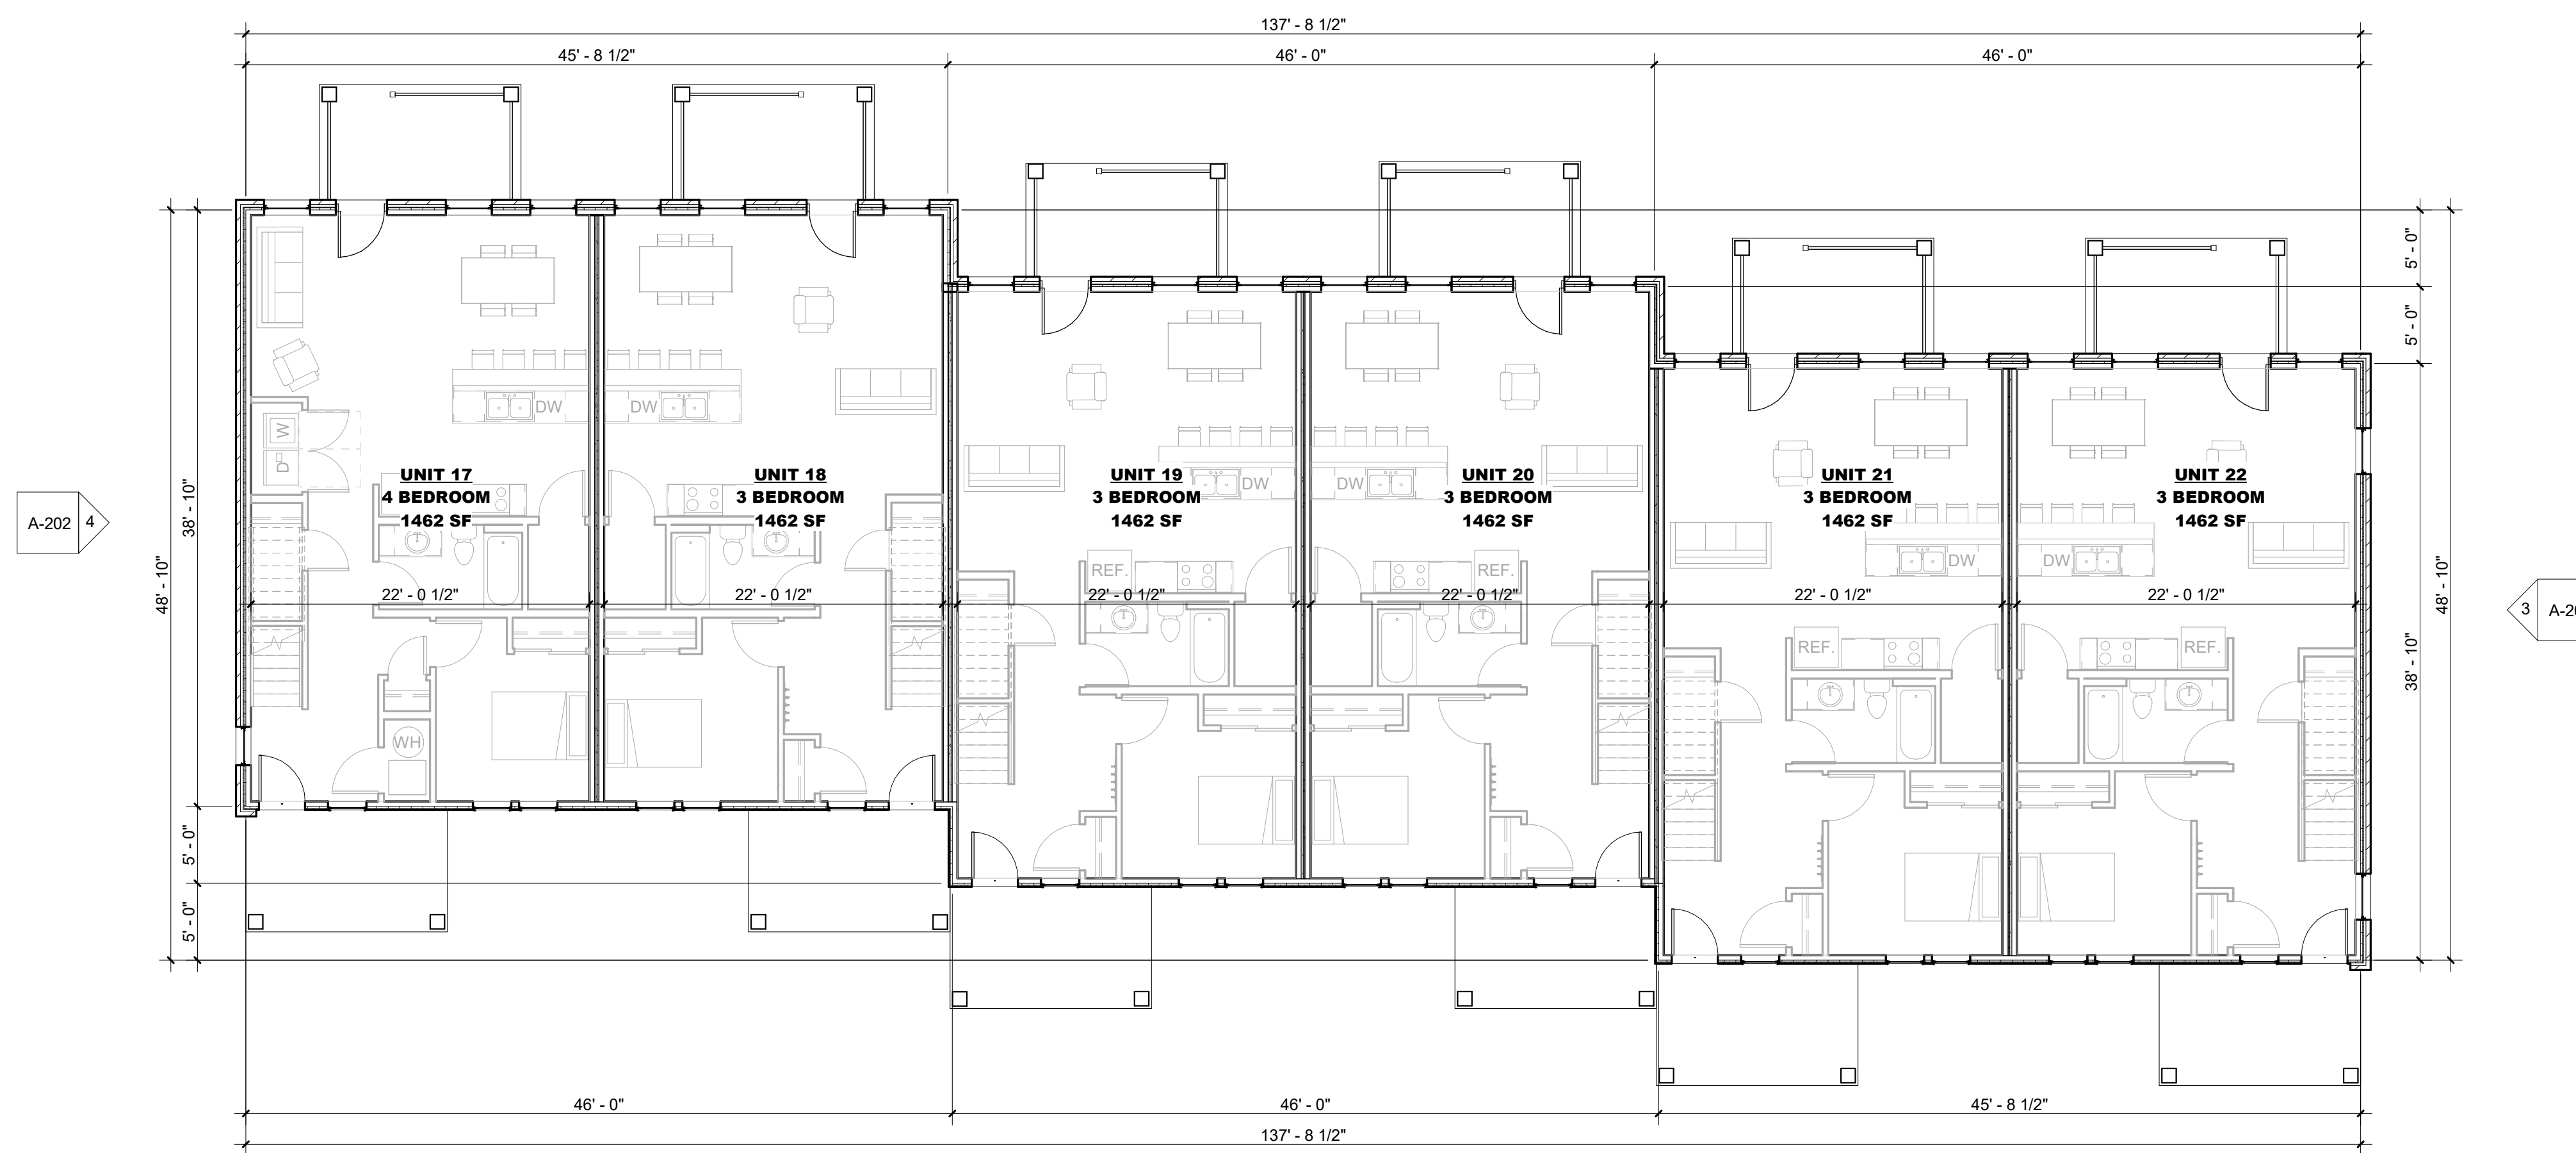 137' - 8 1/2"
45' - 8 1/2"
46' - 0"
46' - 0"
5' - 0"
5' - 0"
W
D
DW
DW
UNIT 17
4 BEDROOM
1462 SF
UNIT 18
3 BEDROOM
1462 SF
UNIT 19
3 BEDROOM
1462 SF
DW
UNIT 20
3 BEDROOM
1462 SF
DW
UNIT 21
3 BEDROOM
1462 SF
DW
UNIT 22
3 BEDROOM
1462 SF
DW
A-202
4
38' - 10"
48' - 10"
REF.
REF.
22' - 0 1/2"
22' - 0 1/2"
22' - 0 1/2"
22' - 0 1/2"
22' - 0 1/2"
22' - 0 1/2"
48' - 10"
3
REF.
REF.
38' - 10"
WH
5' - 0"
5' - 0"
46' - 0"
46' - 0"
45' - 8 1/2"
137' - 8 1/2"